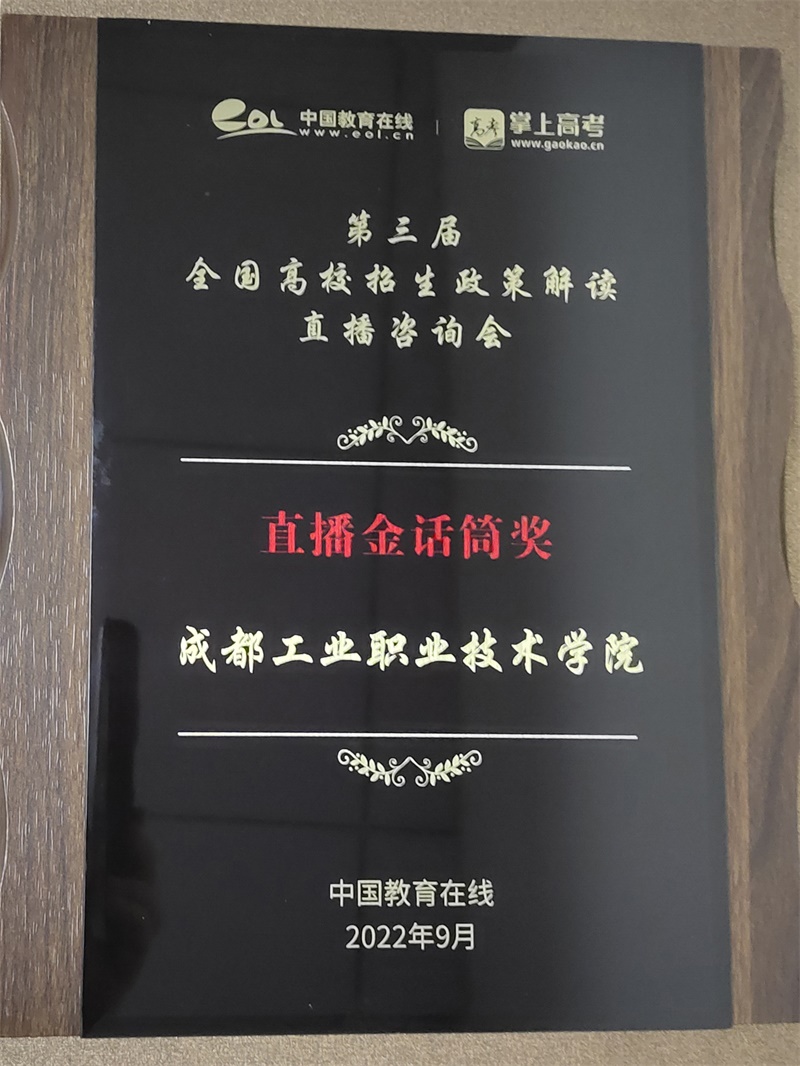 eol 中国教育在线 www.eol.cn | 高考 掌上高考 www.gaokao.cn
第三届
全国高校招生政策解读
直播咨询会
直播金话筒奖
成都工业职业技术学院
中国教育在线
2022年9月